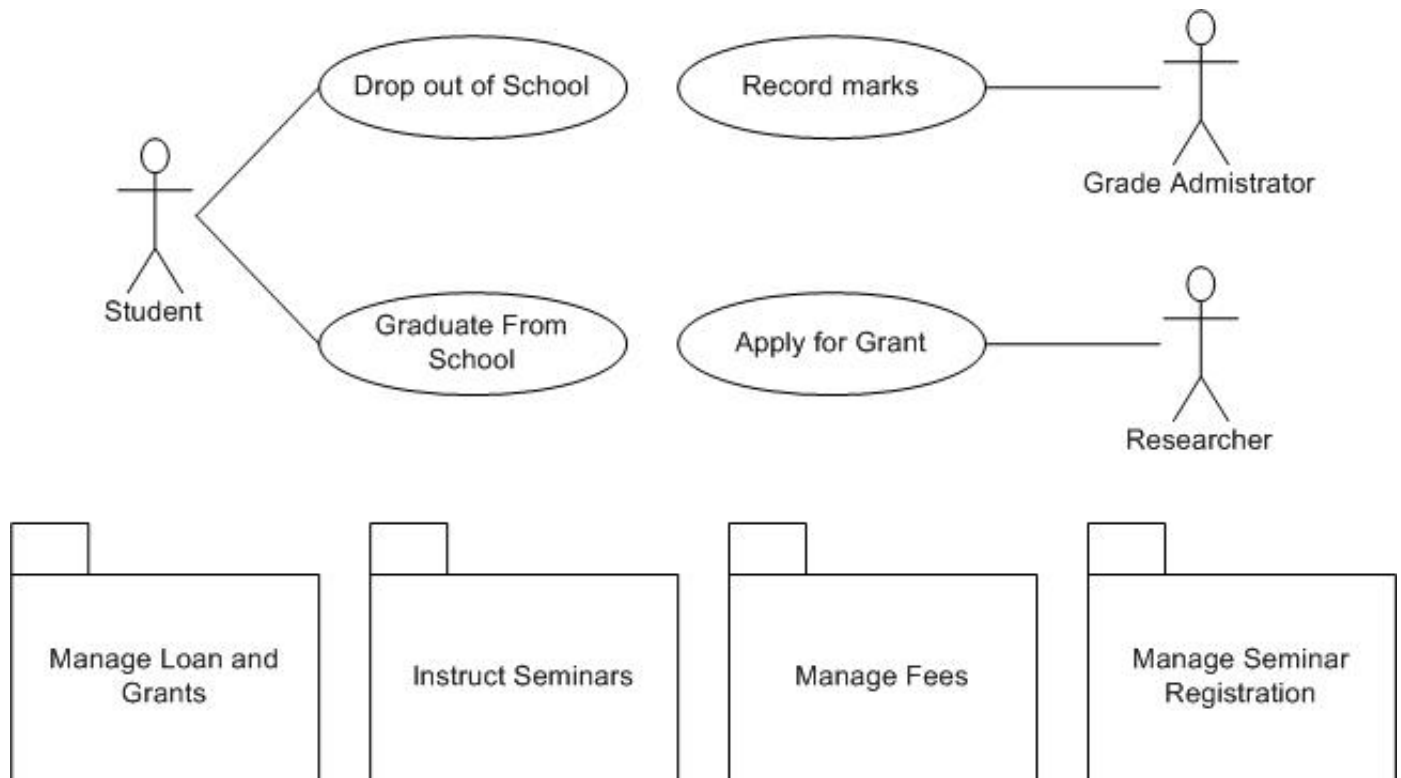 Drop out of School
Record marks
Grade Admistrator
Student
Graduate From
School
Apply for Grant
Researcher
Manage Loan and
Grants
Instruct Seminars
Manage Fees
Manage Seminar
Registration